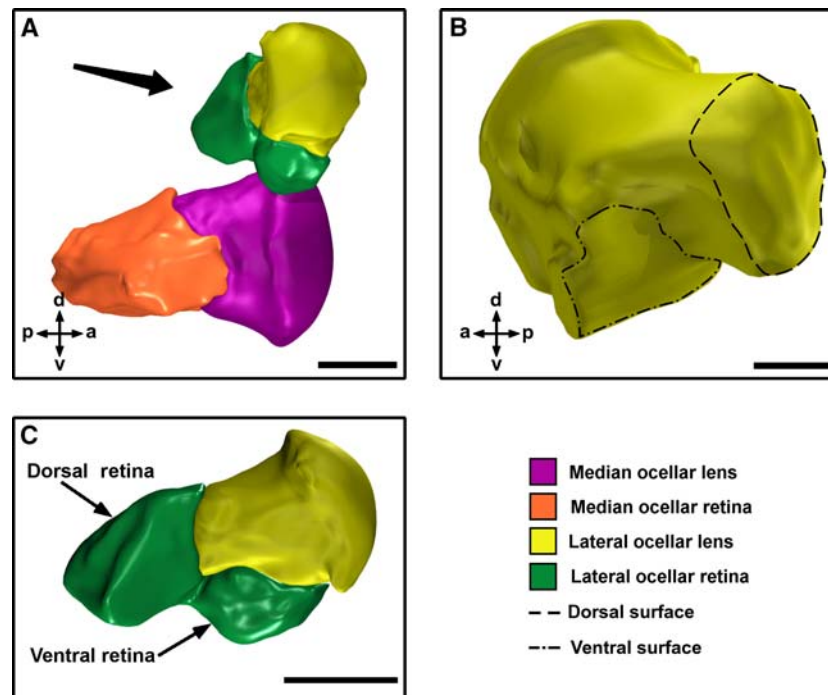 A
d
p a
v
B
d
a p
v
C
Dorsal retina
Ventral retina
Median ocellar lens
Median ocellar retina
Lateral ocellar lens
Lateral ocellar retina
Dorsal surface
Ventral surface